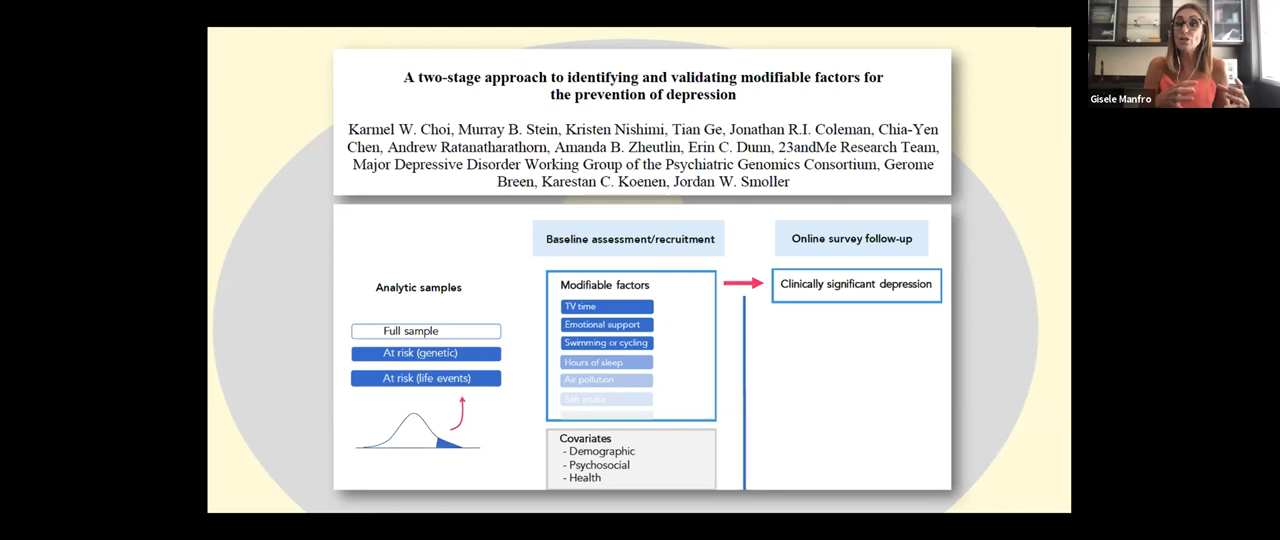 A two-stage approach to identifying and validating modifiable factors for
the prevention of depression
Karmel W. Choi, Murray B. Stein, Kristen Nishimi, Tian Ge, Jonathan R.I. Coleman, Chia-Yen
Chen, Andrew Ratanatharathorn, Amanda B. Zheutlin, Erin C. Dunn, 23andMe Research Team,
Major Depressive Disorder Working Group of the Psychiatric Genomics Consortium, Gerome
Breen, Karestan C. Koenen, Jordan W. Smoller
Gisele Manfro
Baseline assessment/recruitment
Online survey follow-up
Analytic samples
Full sample
At risk (genetic)
At risk (life events)
Modifiable factors
TV time
Emotional support
Swimming or cycling
Hours of sleep
Air pollution
Salt intake
Clinically significant depression
Covariates
- Demographic
- Psychosocial
- Health